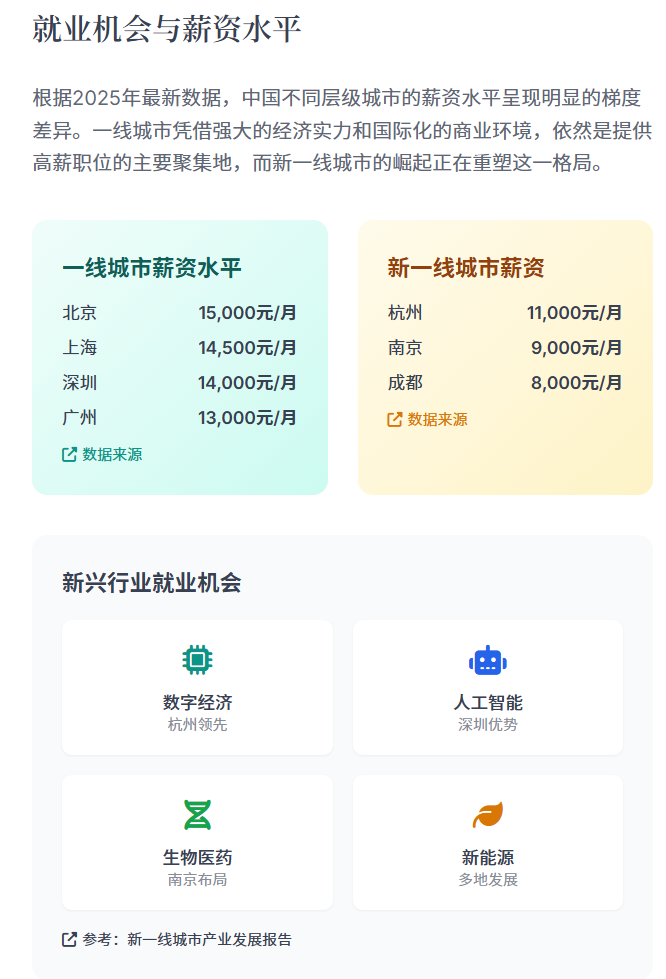 就业机会与薪资水平
根据2025年最新数据，中国不同层级城市的薪资水平呈现明显的梯度
差异。一线城市凭借强大的经济实力和国际化的商业环境，依然是提供
高薪职位的主要聚集地，而新一线城市的崛起正在重塑这一格局。
一线城市薪资水平
北京 15,000元/月
上海 14,500元/月
深圳 14,000元/月
广州 13,000元/月
数据来源
新一线城市薪资
杭州 11,000元/月
南京 9,000元/月
成都 8,000元/月
数据来源
新兴行业就业机会
数字经济
杭州领先
人工智能
深圳优势
生物医药
南京布局
新能源
多地发展
参考：新一线城市产业发展报告